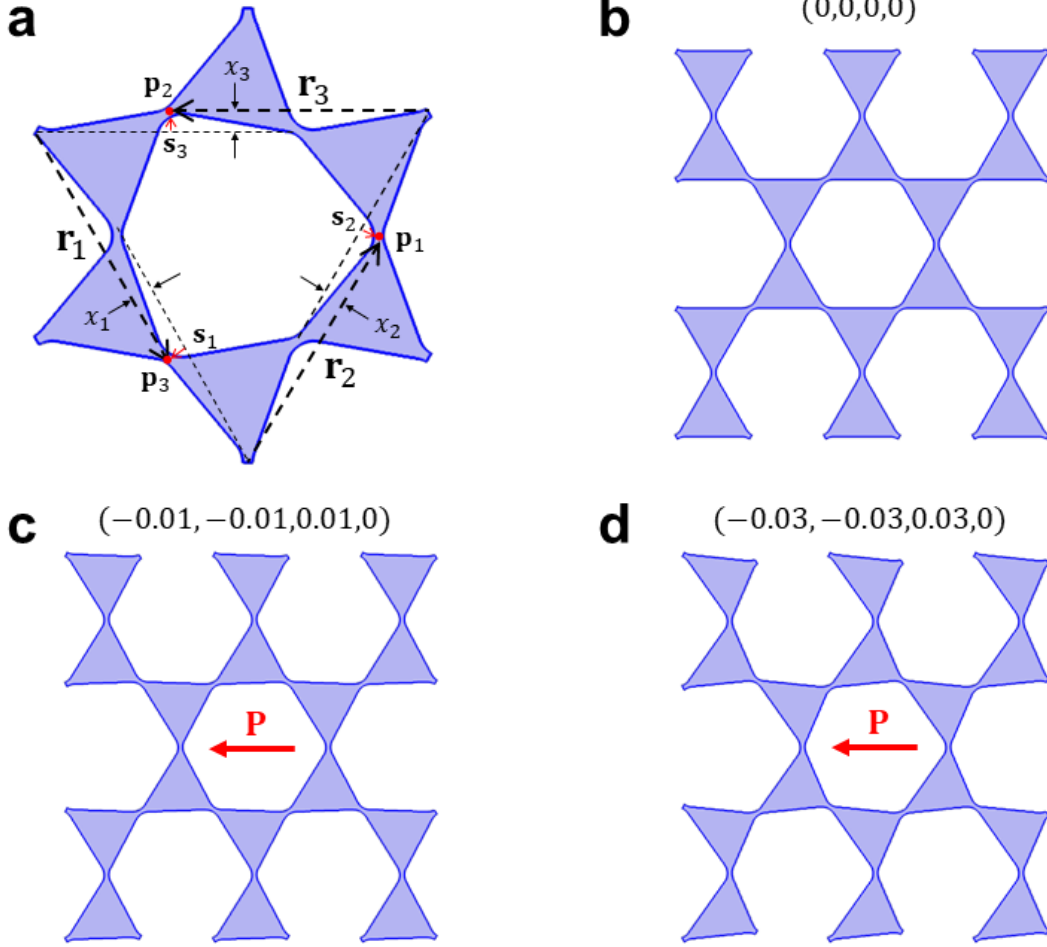 a
p₂
x₃
r₃
s₃
s₂
p₁
r₁
x₁
s₁
x₂
p₃
r₂
b
(0,0,0,0)
c
(−0.01, −0.01,0.01,0)
P
d
(−0.03, −0.03,0.03,0)
P